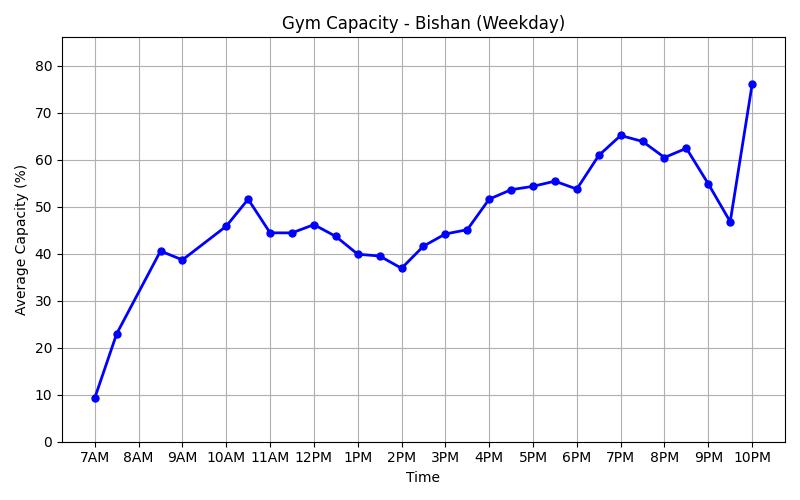 Gym Capacity - Bishan (Weekday)
Average Capacity (%)
80
70
60
50
40
30
20
10
0
7AM 8AM 9AM 10AM 11AM 12PM 1PM 2PM 3PM 4PM 5PM 6PM 7PM 8PM 9PM 10PM
Time